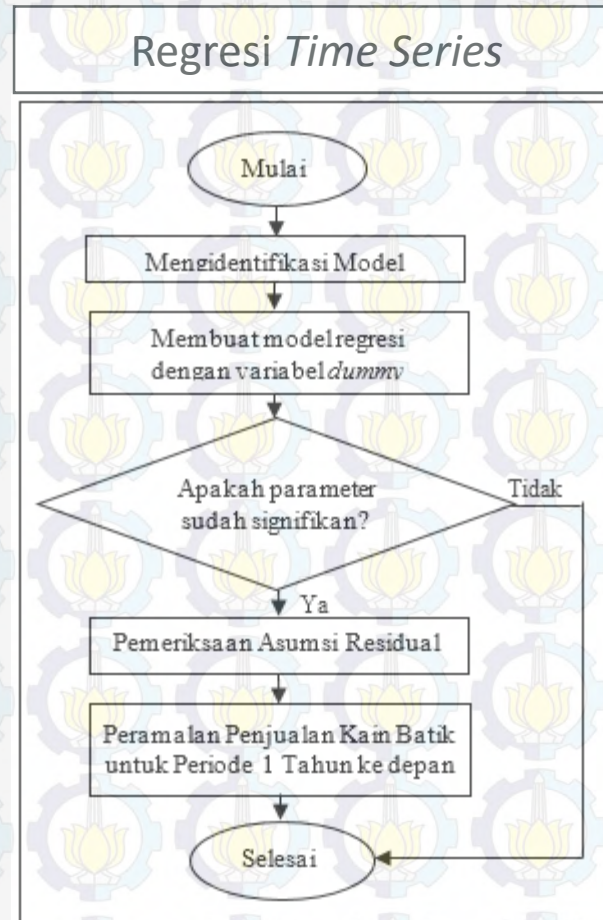 Regresi Time Series
Mulai
Mengidentifikasi Model
Membuat model regresi
dengan variabel dummy
Apakah parameter
sudah signifikan?
Tidak
Ya
Pemeriksaan Asumsi Residual
Peramalan Penjualan Kain Batik
untuk Periode 1 Tahun ke depan
Selesai